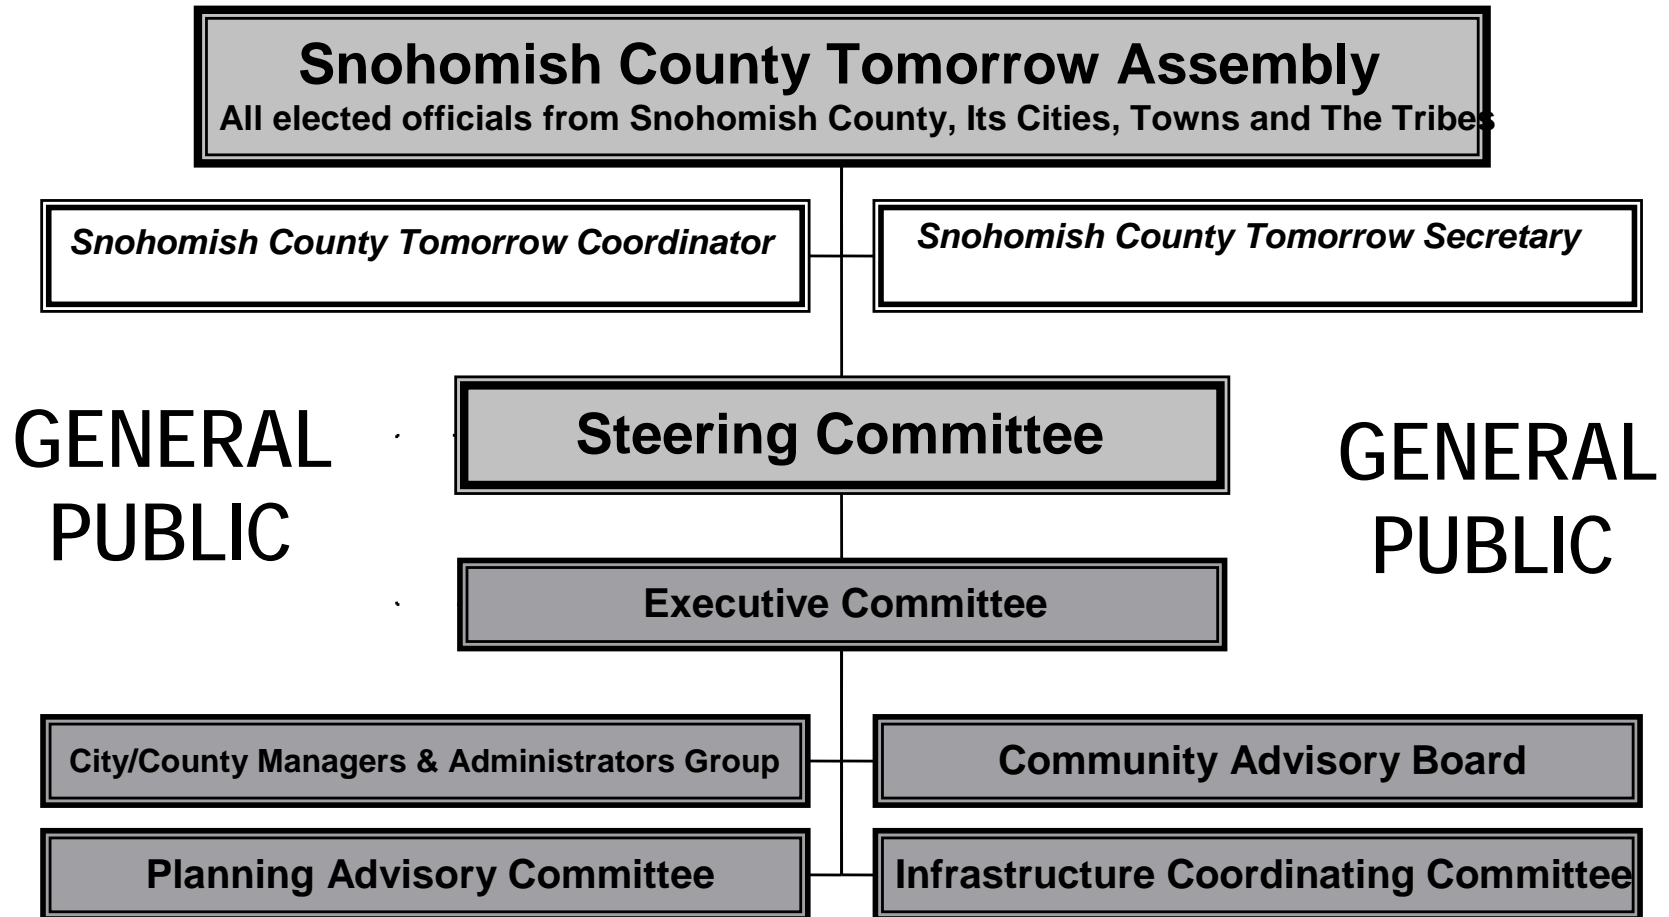 Snohomish County Tomorrow Assembly
All elected officials from Snohomish County, Its Cities, Towns and The Tribes
Snohomish County Tomorrow Coordinator
Snohomish County Tomorrow Secretary
GENERAL
PUBLIC
Steering Committee
GENERAL
PUBLIC
Executive Committee
City/County Managers & Administrators Group
Community Advisory Board
Planning Advisory Committee
Infrastructure Coordinating Committee